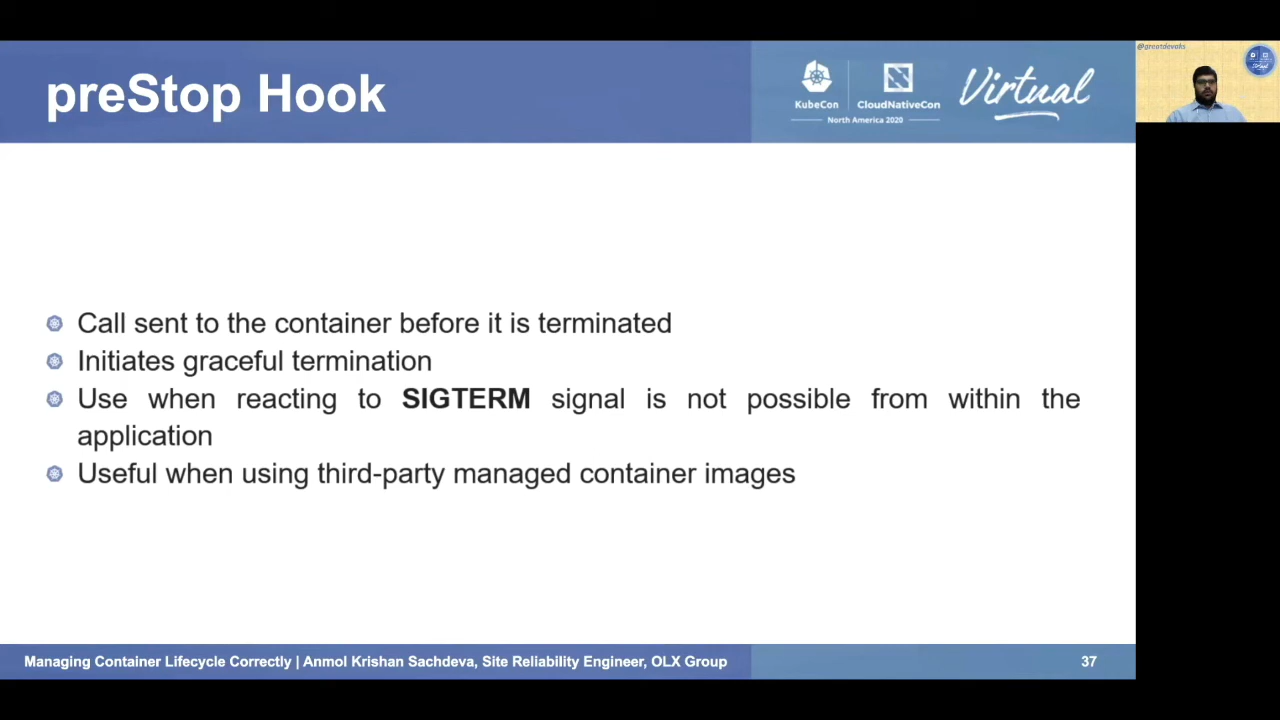 preStop Hook
KubeCon
CloudNativeCon
North America 2020
Virtual
@greatdevaks
Call sent to the container before it is terminated
Initiates graceful termination
Use when reacting to SIGTERM signal is not possible from within the
application
Useful when using third-party managed container images
Managing Container Lifecycle Correctly | Anmol Krishan Sachdeva, Site Reliability Engineer, OLX Group
37